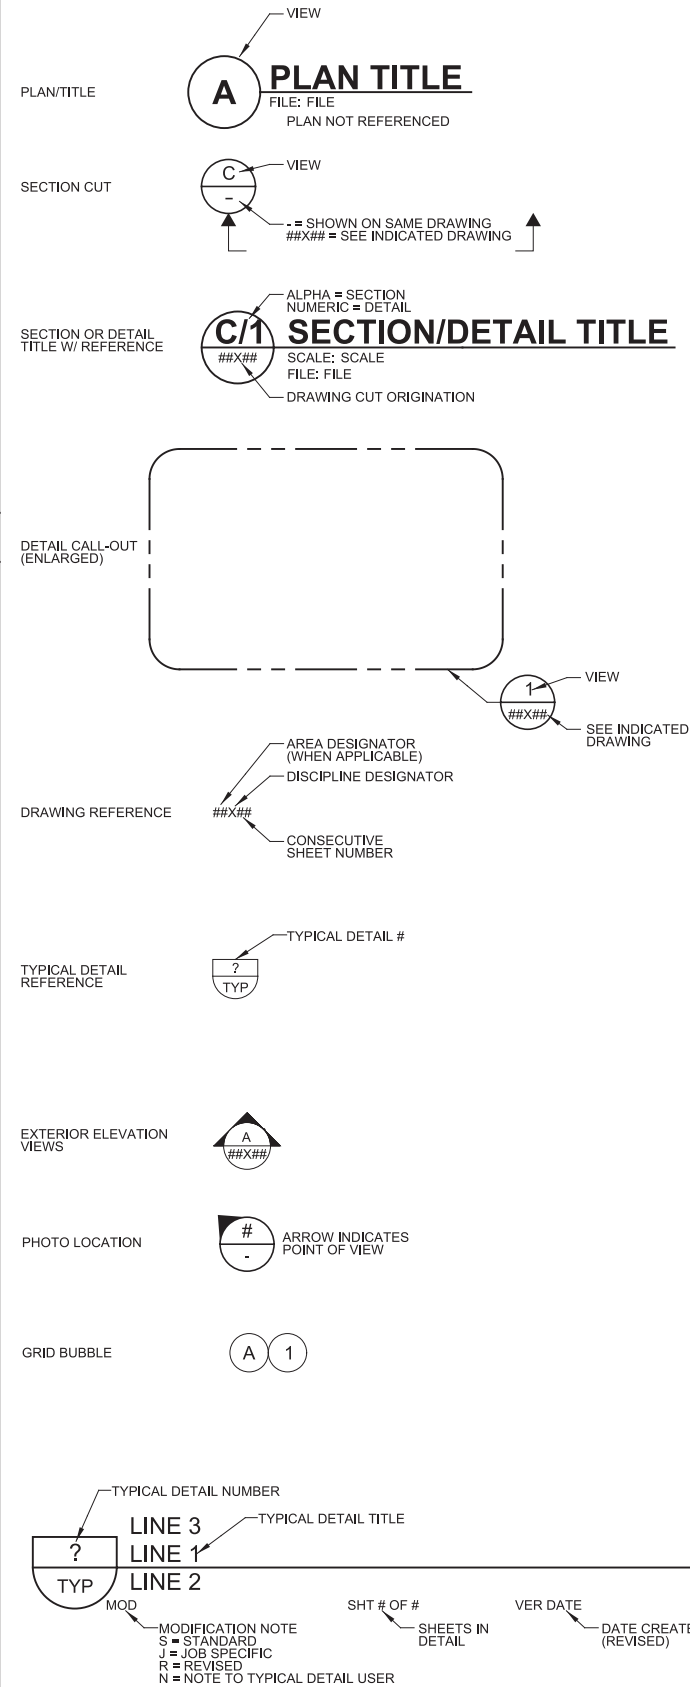 VIEW
PLAN/TITLE
A
PLAN TITLE
FILE: FILE
PLAN NOT REFERENCED
SECTION CUT
C
-
VIEW
- = SHOWN ON SAME DRAWING
##X## = SEE INDICATED DRAWING
SECTION OR DETAIL
TITLE W/ REFERENCE
ALPHA = SECTION
NUMERIC = DETAIL
C/1
##X##
SECTION/DETAIL TITLE
SCALE: SCALE
FILE: FILE
DRAWING CUT ORIGINATION
DETAIL CALL-OUT
(ENLARGED)
1
##X##
VIEW
SEE INDICATED
DRAWING
DRAWING REFERENCE
AREA DESIGNATOR
(WHEN APPLICABLE)
DISCIPLINE DESIGNATOR
##X##
CONSECUTIVE
SHEET NUMBER
TYPICAL DETAIL
REFERENCE
TYPICAL DETAIL #
?
TYP
EXTERIOR ELEVATION
VIEWS
A
##X##
PHOTO LOCATION
#
-
ARROW INDICATES
POINT OF VIEW
GRID BUBBLE
A
1
TYPICAL DETAIL NUMBER
?
TYP
LINE 3
LINE 1
LINE 2
TYPICAL DETAIL TITLE
MOD
MODIFICATION NOTE
S = STANDARD
J = JOB SPECIFIC
R = REVISED
N = NOTE TO TYPICAL DETAIL USER
SHT # OF #
SHEETS IN
DETAIL
VER DATE
DATE CREATE
(REVISED)